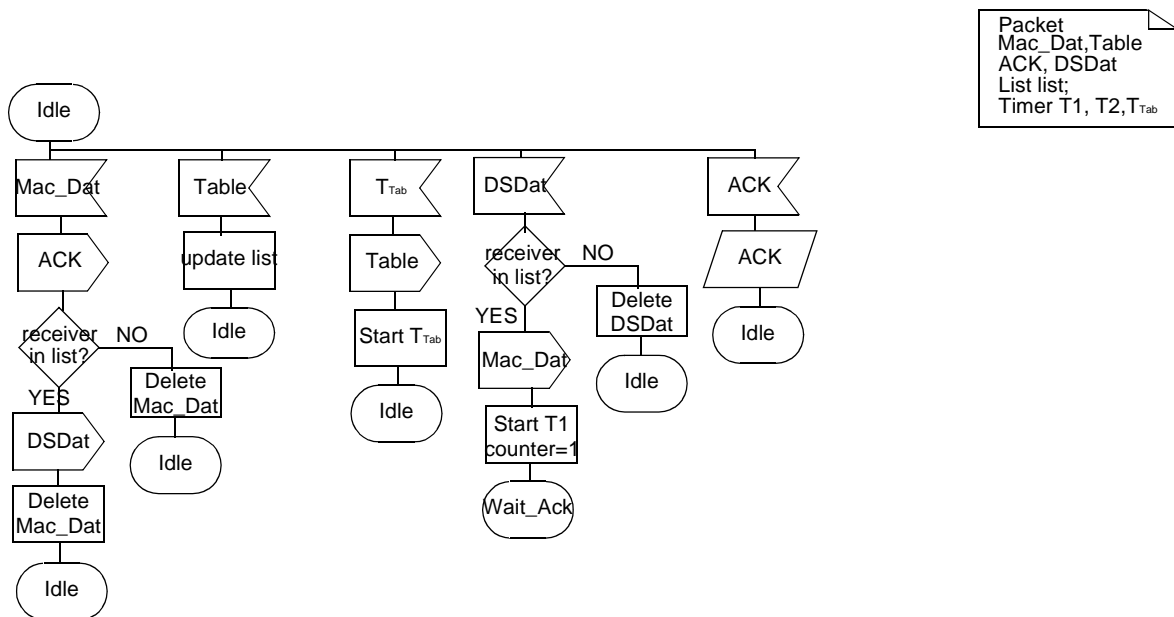 Packet
Mac_Dat,Table
ACK, DSDat
List list;
Timer T1, T2,TTab
Idle
Mac_Dat
Table
TTab
DSDat
ACK
ACK
update list
Table
receiver
in list?
NO
ACK
Idle
Start TTab
YES
Delete
DSDat
Idle
receiver
in list?
NO
Mac_Dat
Idle
YES
Delete
Mac_Dat
Idle
Start T1
counter=1
DSDat
Idle
Wait_Ack
Delete
Mac_Dat
Idle